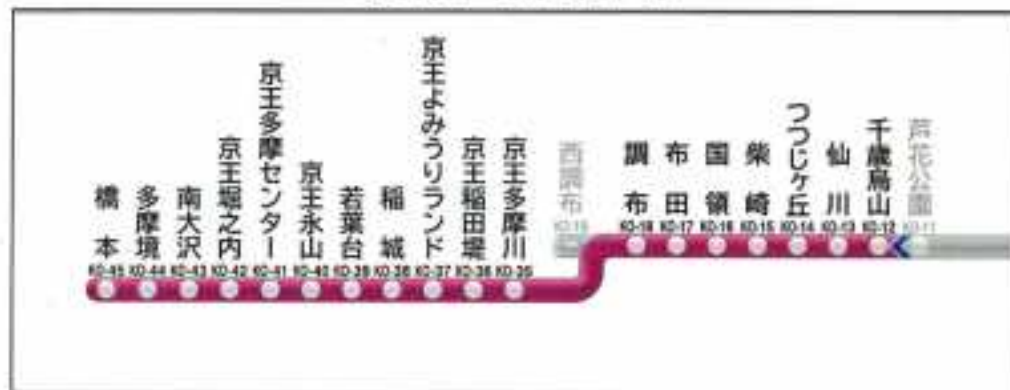 橋本
多摩境
南大沢
京王堀之内
京王多摩センター
京王永山
若葉台
稲城
京王よみうりランド
京王稲田堤
京王多摩川
西調布
調布
布田
国領
柴崎
つつじヶ丘
仙川
千歳烏山
芦花公園
KO-45 KO-44 KO-43 KO-42 KO-41 KO-40 KO-39 KO-38 KO-37 KO-36 KO-35
KO-19 KO-18 KO-17 KO-16 KO-15 KO-14 KO-13 KO-12 KO-11